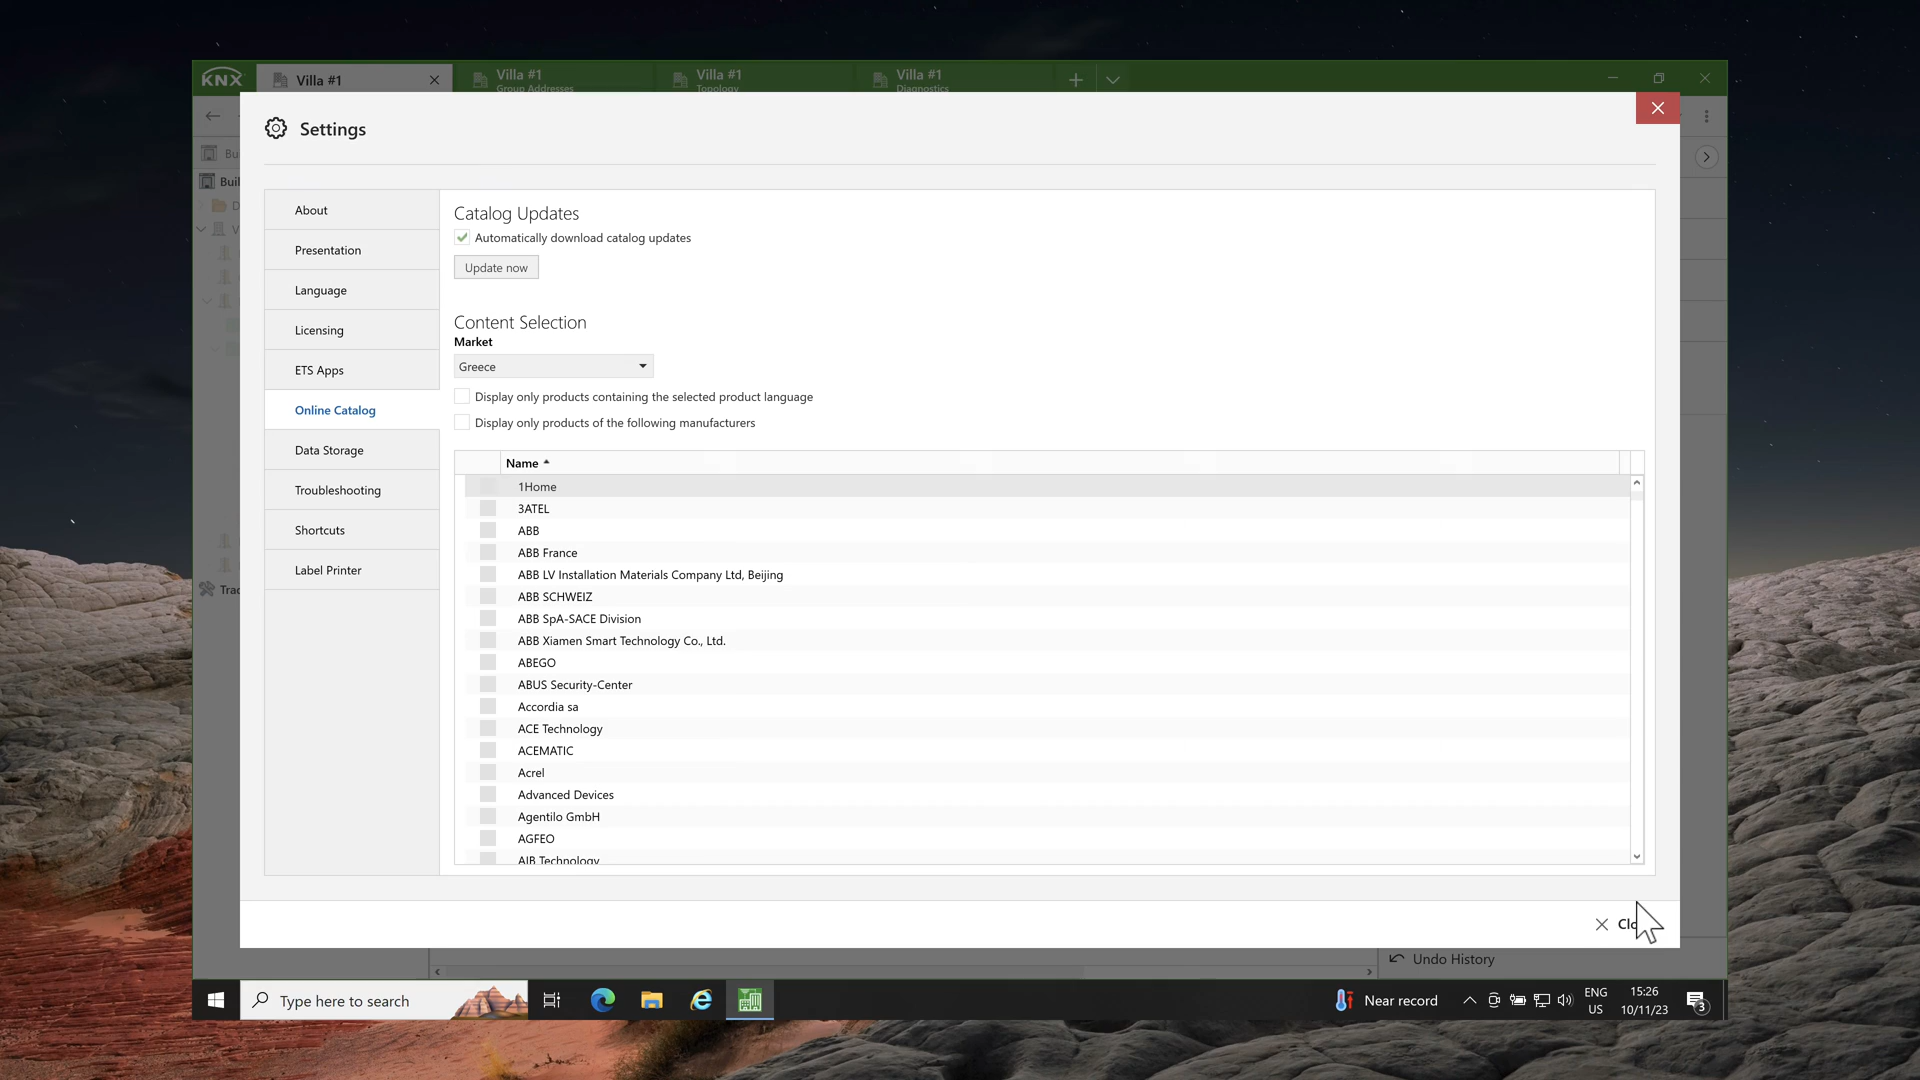 KNX
Villa #1
Villa #1
Group Addresses
Villa #1
Topology
Villa #1
Diagnostics
Settings
About
Presentation
Language
Licensing
ETS Apps
Online Catalog
Data Storage
Troubleshooting
Shortcuts
Label Printer
Catalog Updates
Automatically download catalog updates
Update now
Content Selection
Market
Greece
Display only products containing the selected product language
Display only products of the following manufacturers
Name
1Home
3ATEL
ABB
ABB France
ABB LV Installation Materials Company Ltd, Beijing
ABB SCHWEIZ
ABB SpA-SACE Division
ABB Xiamen Smart Technology Co., Ltd.
ABEGO
ABUS Security-Center
Accordia sa
ACE Technology
ACEMATIC
Acrel
Advanced Devices
Agentilo GmbH
AGFEO
AIB Technology
Undo History
Type here to search
Near record
ENG
US
15:26
10/11/23
3